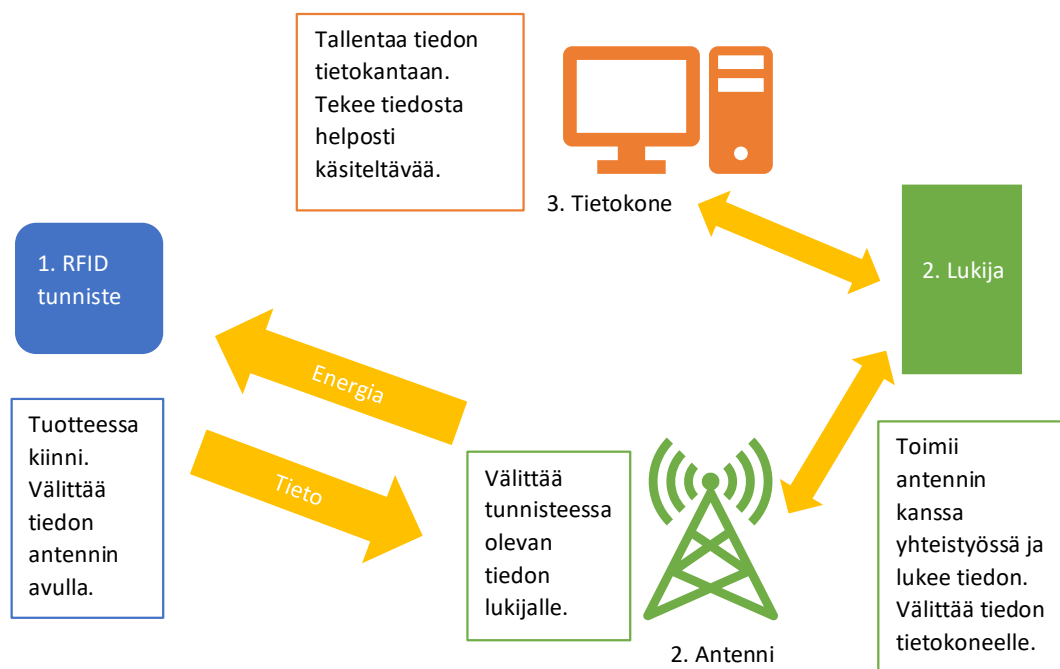 Tallentaa tiedon
tietokantaan.
Tekee tiedosta
helposti
käsiteltävää.
3. Tietokone
1. RFID
tunniste
2. Lukija
Energia
Tieto
Tuotteessa
kiinni.
Välittää
tiedon
antennin
avulla.
Välittää
tunnisteessa
olevan
tiedon
lukijalle.
2. Antenni
Toimii
antennin
kanssa
yhteistyössä ja
lukee tiedon.
Välittää tiedon
tietokoneelle.